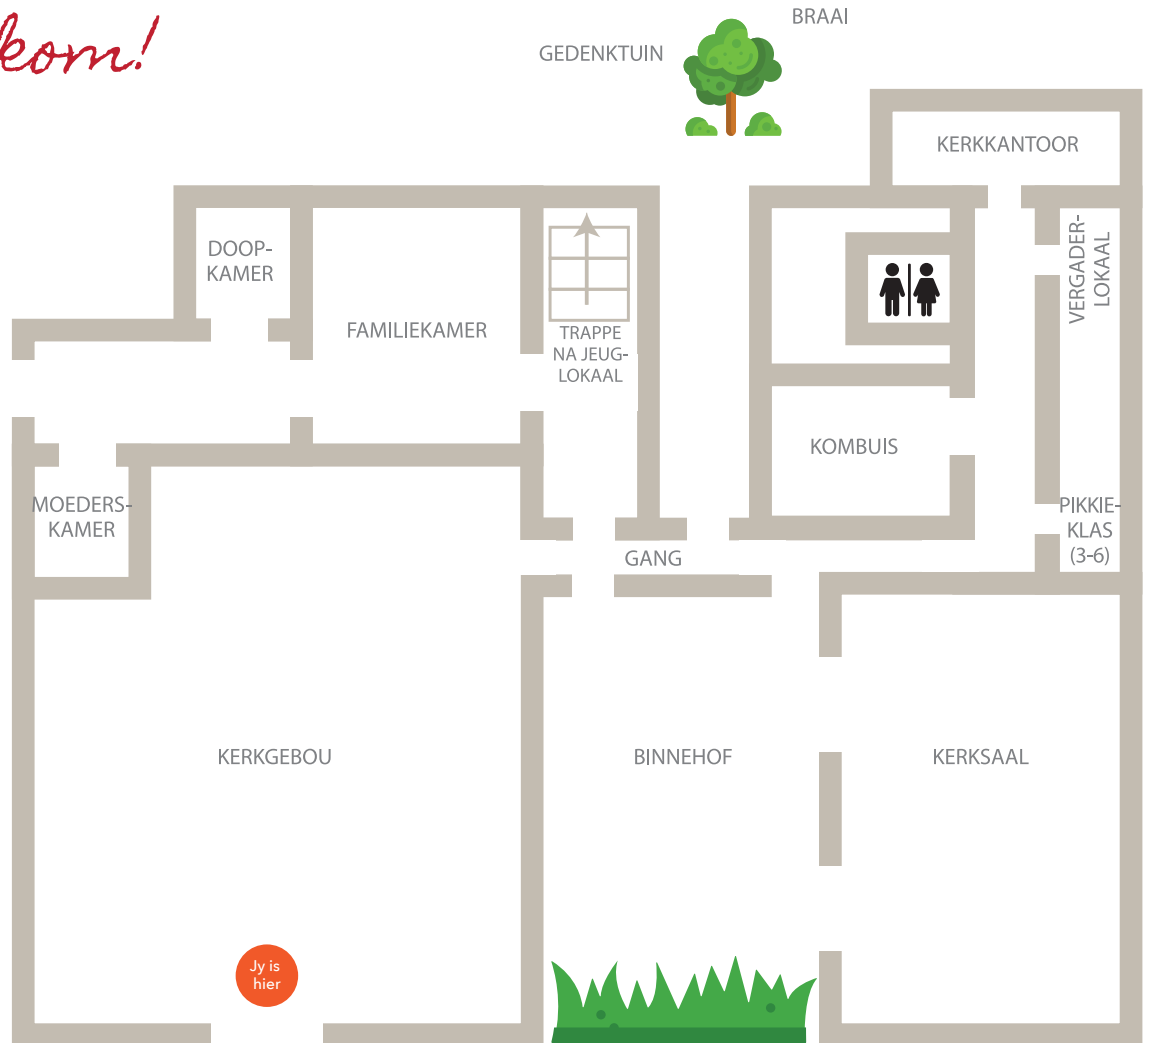 kom!
BRAAI
GEDENKTUIN
KERKKANTOOR
DOOP-
KAMER
FAMILIEKAMER
TRAPPE
NA JEUG-
LOKAAL
VERGADER-
LOKAAL
KOMBUIS
MOEDERS-
KAMER
PIKKIE-
KLAS
(3-6)
GANG
KERKGEBOU
BINNEHOF
KERKSAAL
Jy is
hier